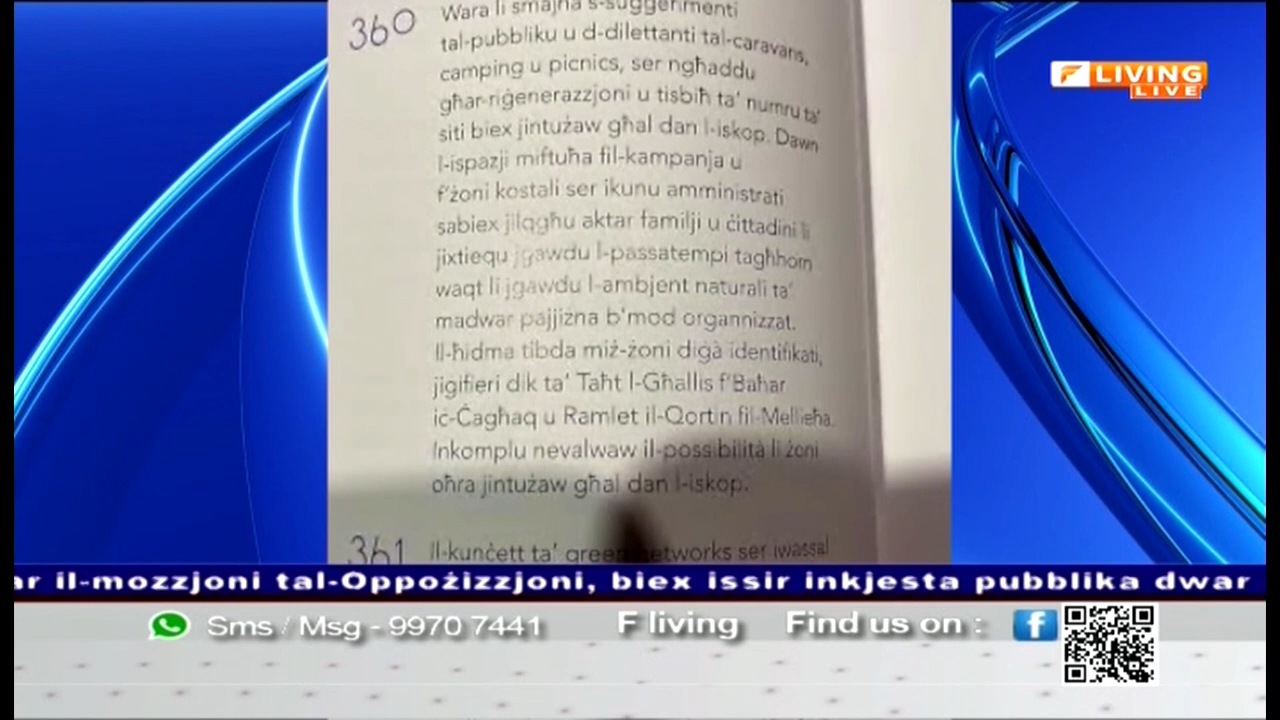 360
Wara li smajna s-suġġerimenti
tal-pubbliku u d-dilettanti tal-caravans,
camping u picnics, ser ngħaddu
għar-riġenerazzjoni u tisbiħ ta' numru ta'
siti biex jintużaw għal dan l-iskop. Dawn
l-ispazji miftuħa fil-kampanja u
f'żoni kostali ser ikunu amministrati
sabiex jilqgħu aktar familji u ċittadini li
jixtiequ jgawdu l-passatempi tagħhom
waqt li jgawdu l-ambjent naturali ta'
madwar pajjiżna b'mod organizzat.
Il-ħidma tibda miż-żoni diġà identifikati,
jigifieri dik ta' Taħt l-Għallis f'Baħar
iċ-Ċagħaq u Ramlet il-Qortin fil-Mellieħa.
Inkomplu nevalwaw il-possibilità li żoni
oħra jintużaw għal dan l-iskop.
361
Il-kunċett ta' green networks ser iwassal
F LIVING
LIVE
ar il-mozzjoni tal-Oppożizzjoni, biex issir inkjesta pubblika dwar
Sms / Msg - 9970 7441
F living
Find us on :
f